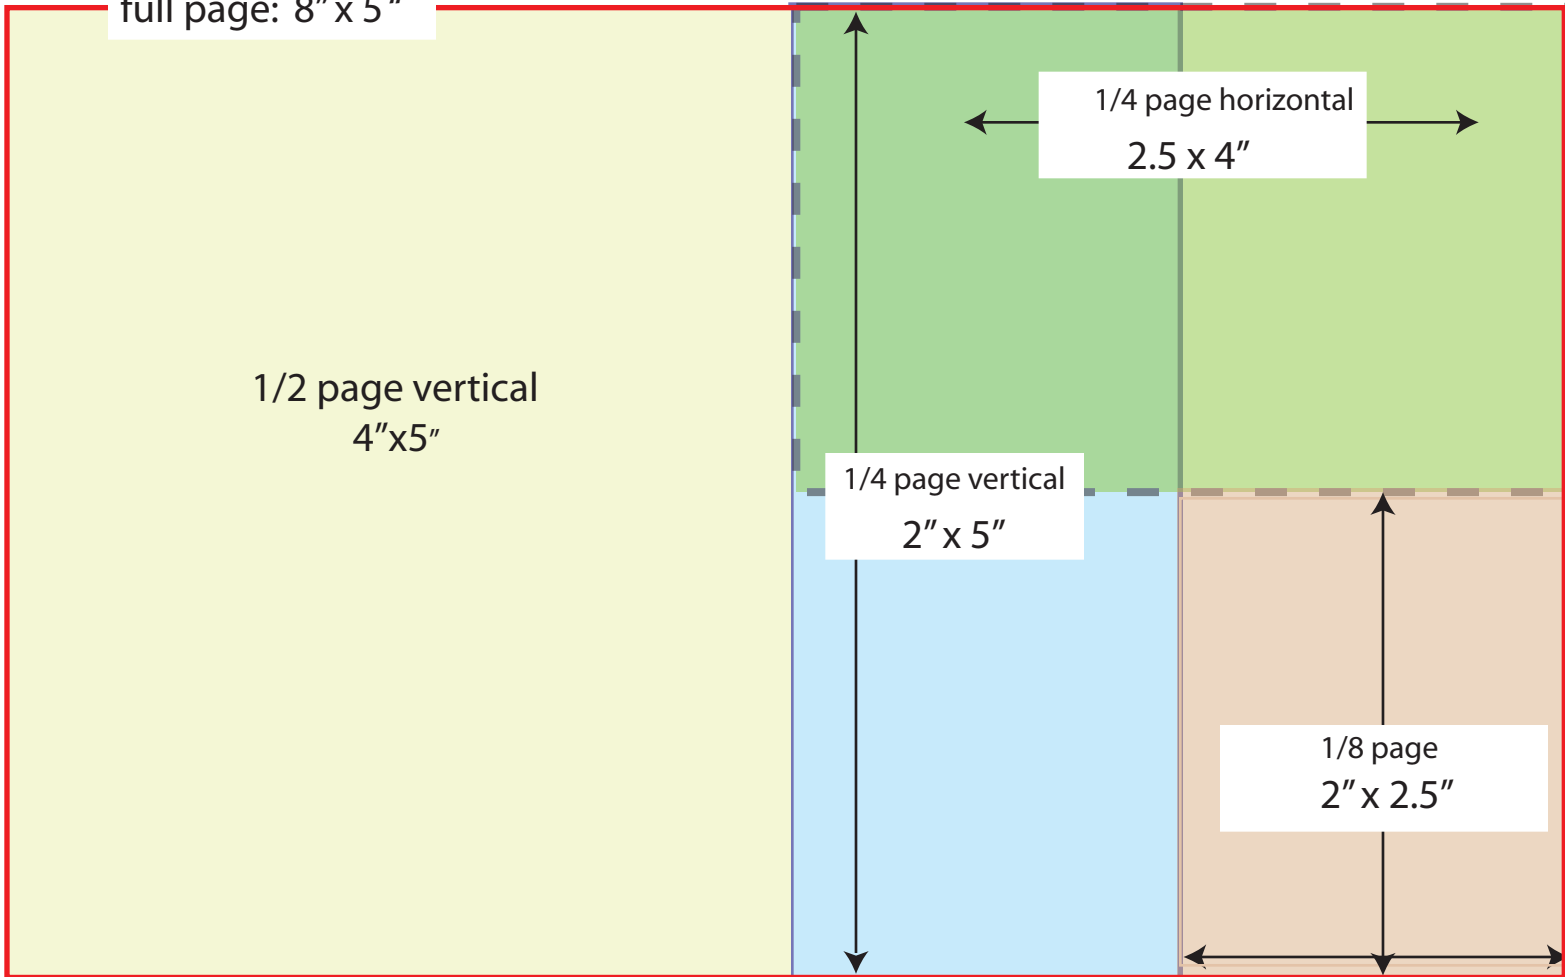 full page: 8” x 5”
1/4 page horizontal
2.5 x 4”
1/2 page vertical
4”x5”
1/4 page vertical
2” x 5”
1/8 page
2” x 2.5”